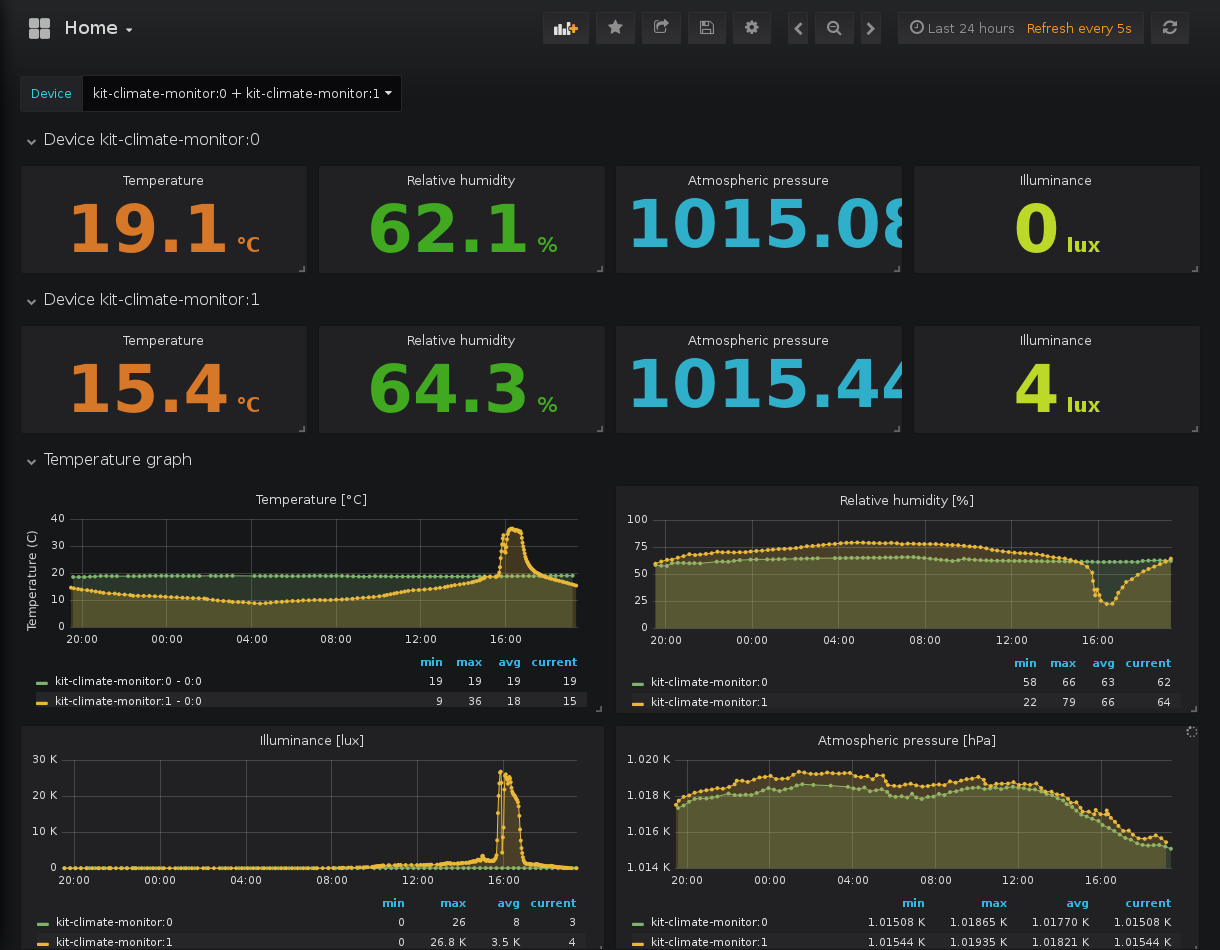 Home
Last 24 hours Refresh every 5s
Device kit-climate-monitor:0 + kit-climate-monitor:1
Device kit-climate-monitor:0
Temperature Relative humidity Atmospheric pressure Illuminance
19.1 °C 62.1 % 1015.08 0 lux
Device kit-climate-monitor:1
Temperature Relative humidity Atmospheric pressure Illuminance
15.4 °C 64.3 % 1015.44 4 lux
Temperature graph
Temperature [°C]
Temperature (C)
40
30
20
10
0
20:00 00:00 04:00 08:00 12:00 16:00
min max avg current
kit-climate-monitor:0 - 0:0 19 19 19 19
kit-climate-monitor:1 - 0:0 9 36 18 15
Relative humidity [%]
100
75
50
25
0
20:00 00:00 04:00 08:00 12:00 16:00
min max avg current
kit-climate-monitor:0 58 66 63 62
kit-climate-monitor:1 22 79 66 64
Illuminance [lux]
30 K
20 K
10 K
0
20:00 00:00 04:00 08:00 12:00 16:00
min max avg current
kit-climate-monitor:0 0 26 8 3
kit-climate-monitor:1 0 26.8 K 3.5 K 4
Atmospheric pressure [hPa]
1.020 K
1.018 K
1.016 K
1.014 K
20:00 00:00 04:00 08:00 12:00 16:00
min max avg current
kit-climate-monitor:0 1.01508 K 1.01865 K 1.01770 K 1.01508 K
kit-climate-monitor:1 1.01544 K 1.01935 K 1.01821 K 1.01544 K